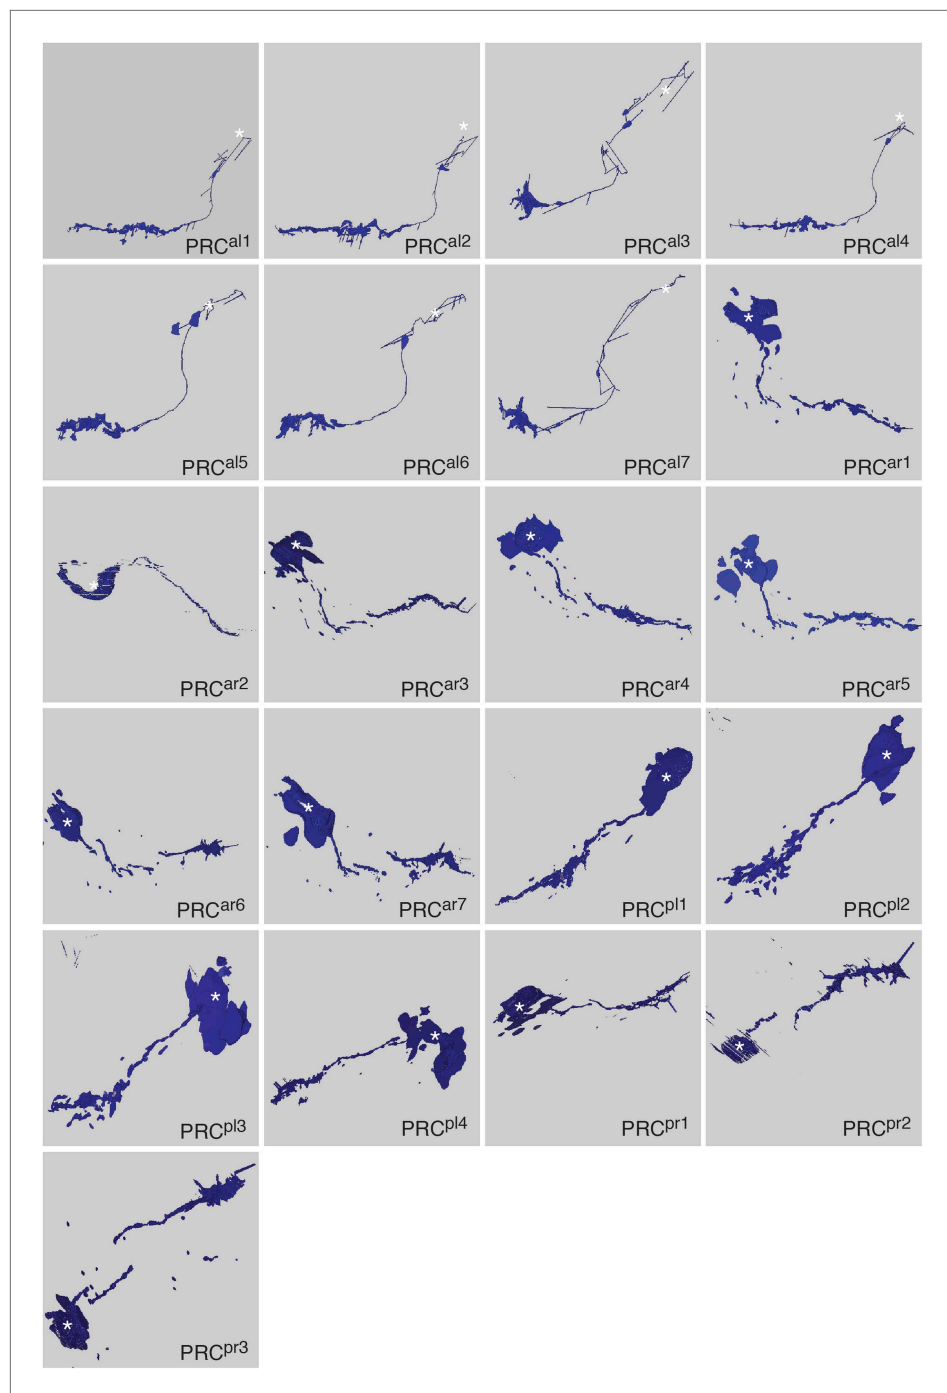 PRCal1 PRCal2 PRCal3 PRCal4
PRCal5 PRCal6 PRCal7 PRCar1
PRCar2 PRCar3 PRCar4 PRCar5
PRCar6 PRCar7 PRCpl1 PRCpl2
PRCpl3 PRCpl4 PRCpr1 PRCpr2
PRCpr3